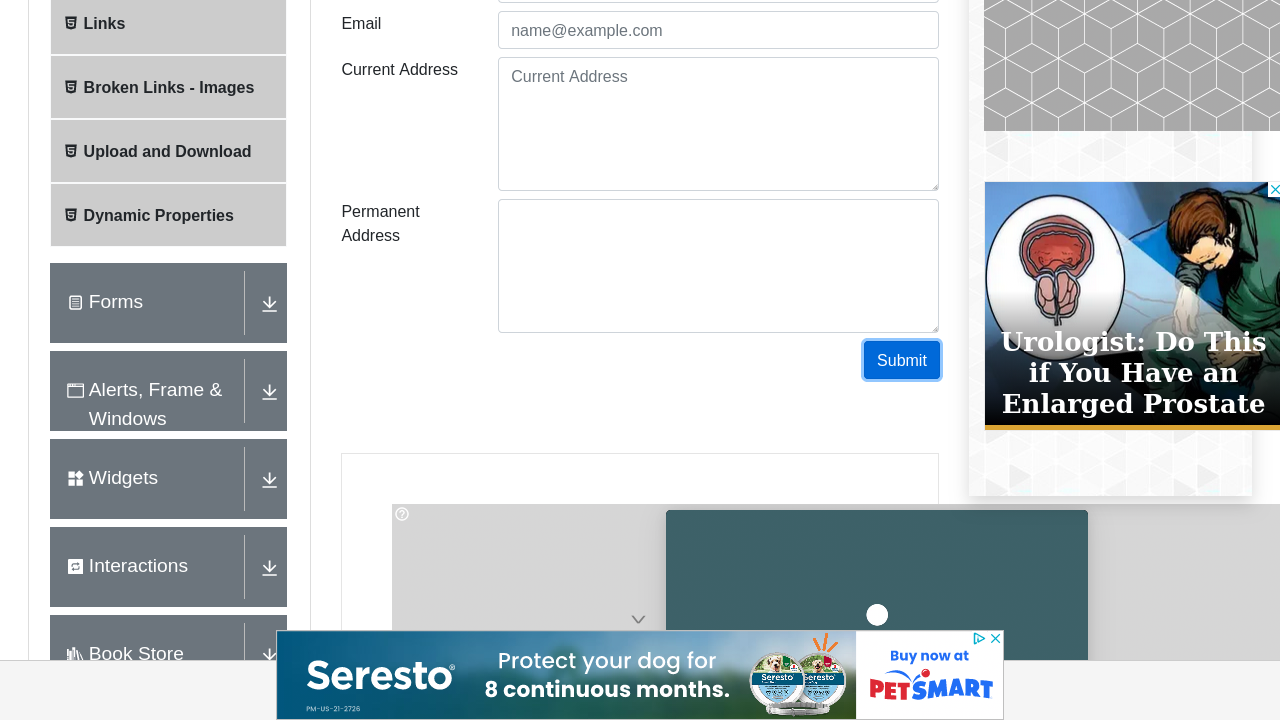 Links
Broken Links - Images
Upload and Download
Dynamic Properties
Forms
Alerts, Frame &
Windows
Widgets
Interactions
Book Store
Email
name@example.com
Current Address
Current Address
Permanent
Address
Submit
Urologist: Do This
if You Have an
Enlarged Prostate
Seresto®
PM-US-21-2726
Protect your dog for
8 continuous months.
Seresto
Seresto
Buy now at
PETSMART